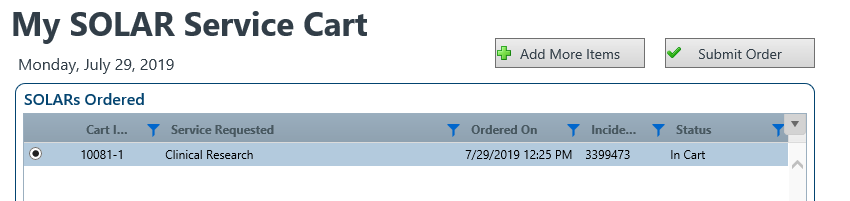 My SOLAR Service Cart
Monday, July 29, 2019
Add More Items
Submit Order
SOLARs Ordered
Cart I... Service Requested Ordered On Incide... Status
10081-1 Clinical Research 7/29/2019 12:25 PM 3399473 In Cart